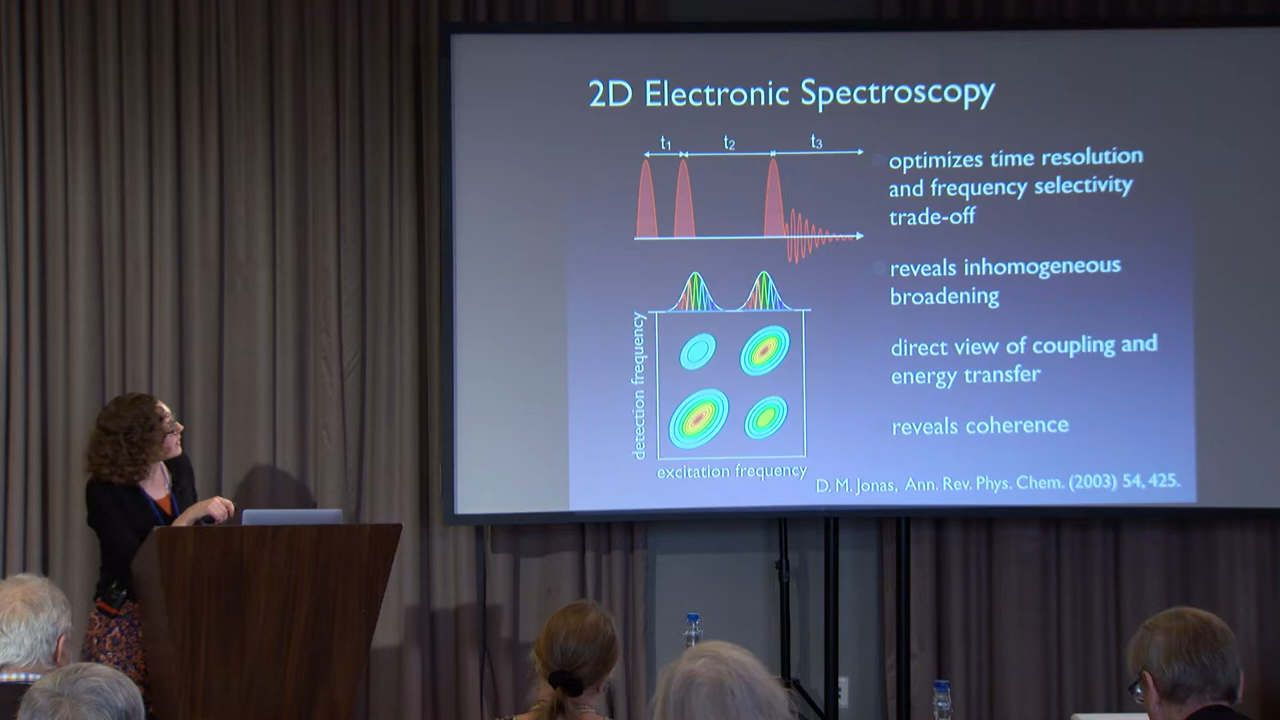 2D Electronic Spectroscopy
t₁ t₂ t₃
optimizes time resolution
and frequency selectivity
trade-off
reveals inhomogeneous
broadening
direct view of coupling and
energy transfer
reveals coherence
detection frequency
excitation frequency
D. M. Jonas, Ann. Rev. Phys. Chem. (2003) 54, 425.